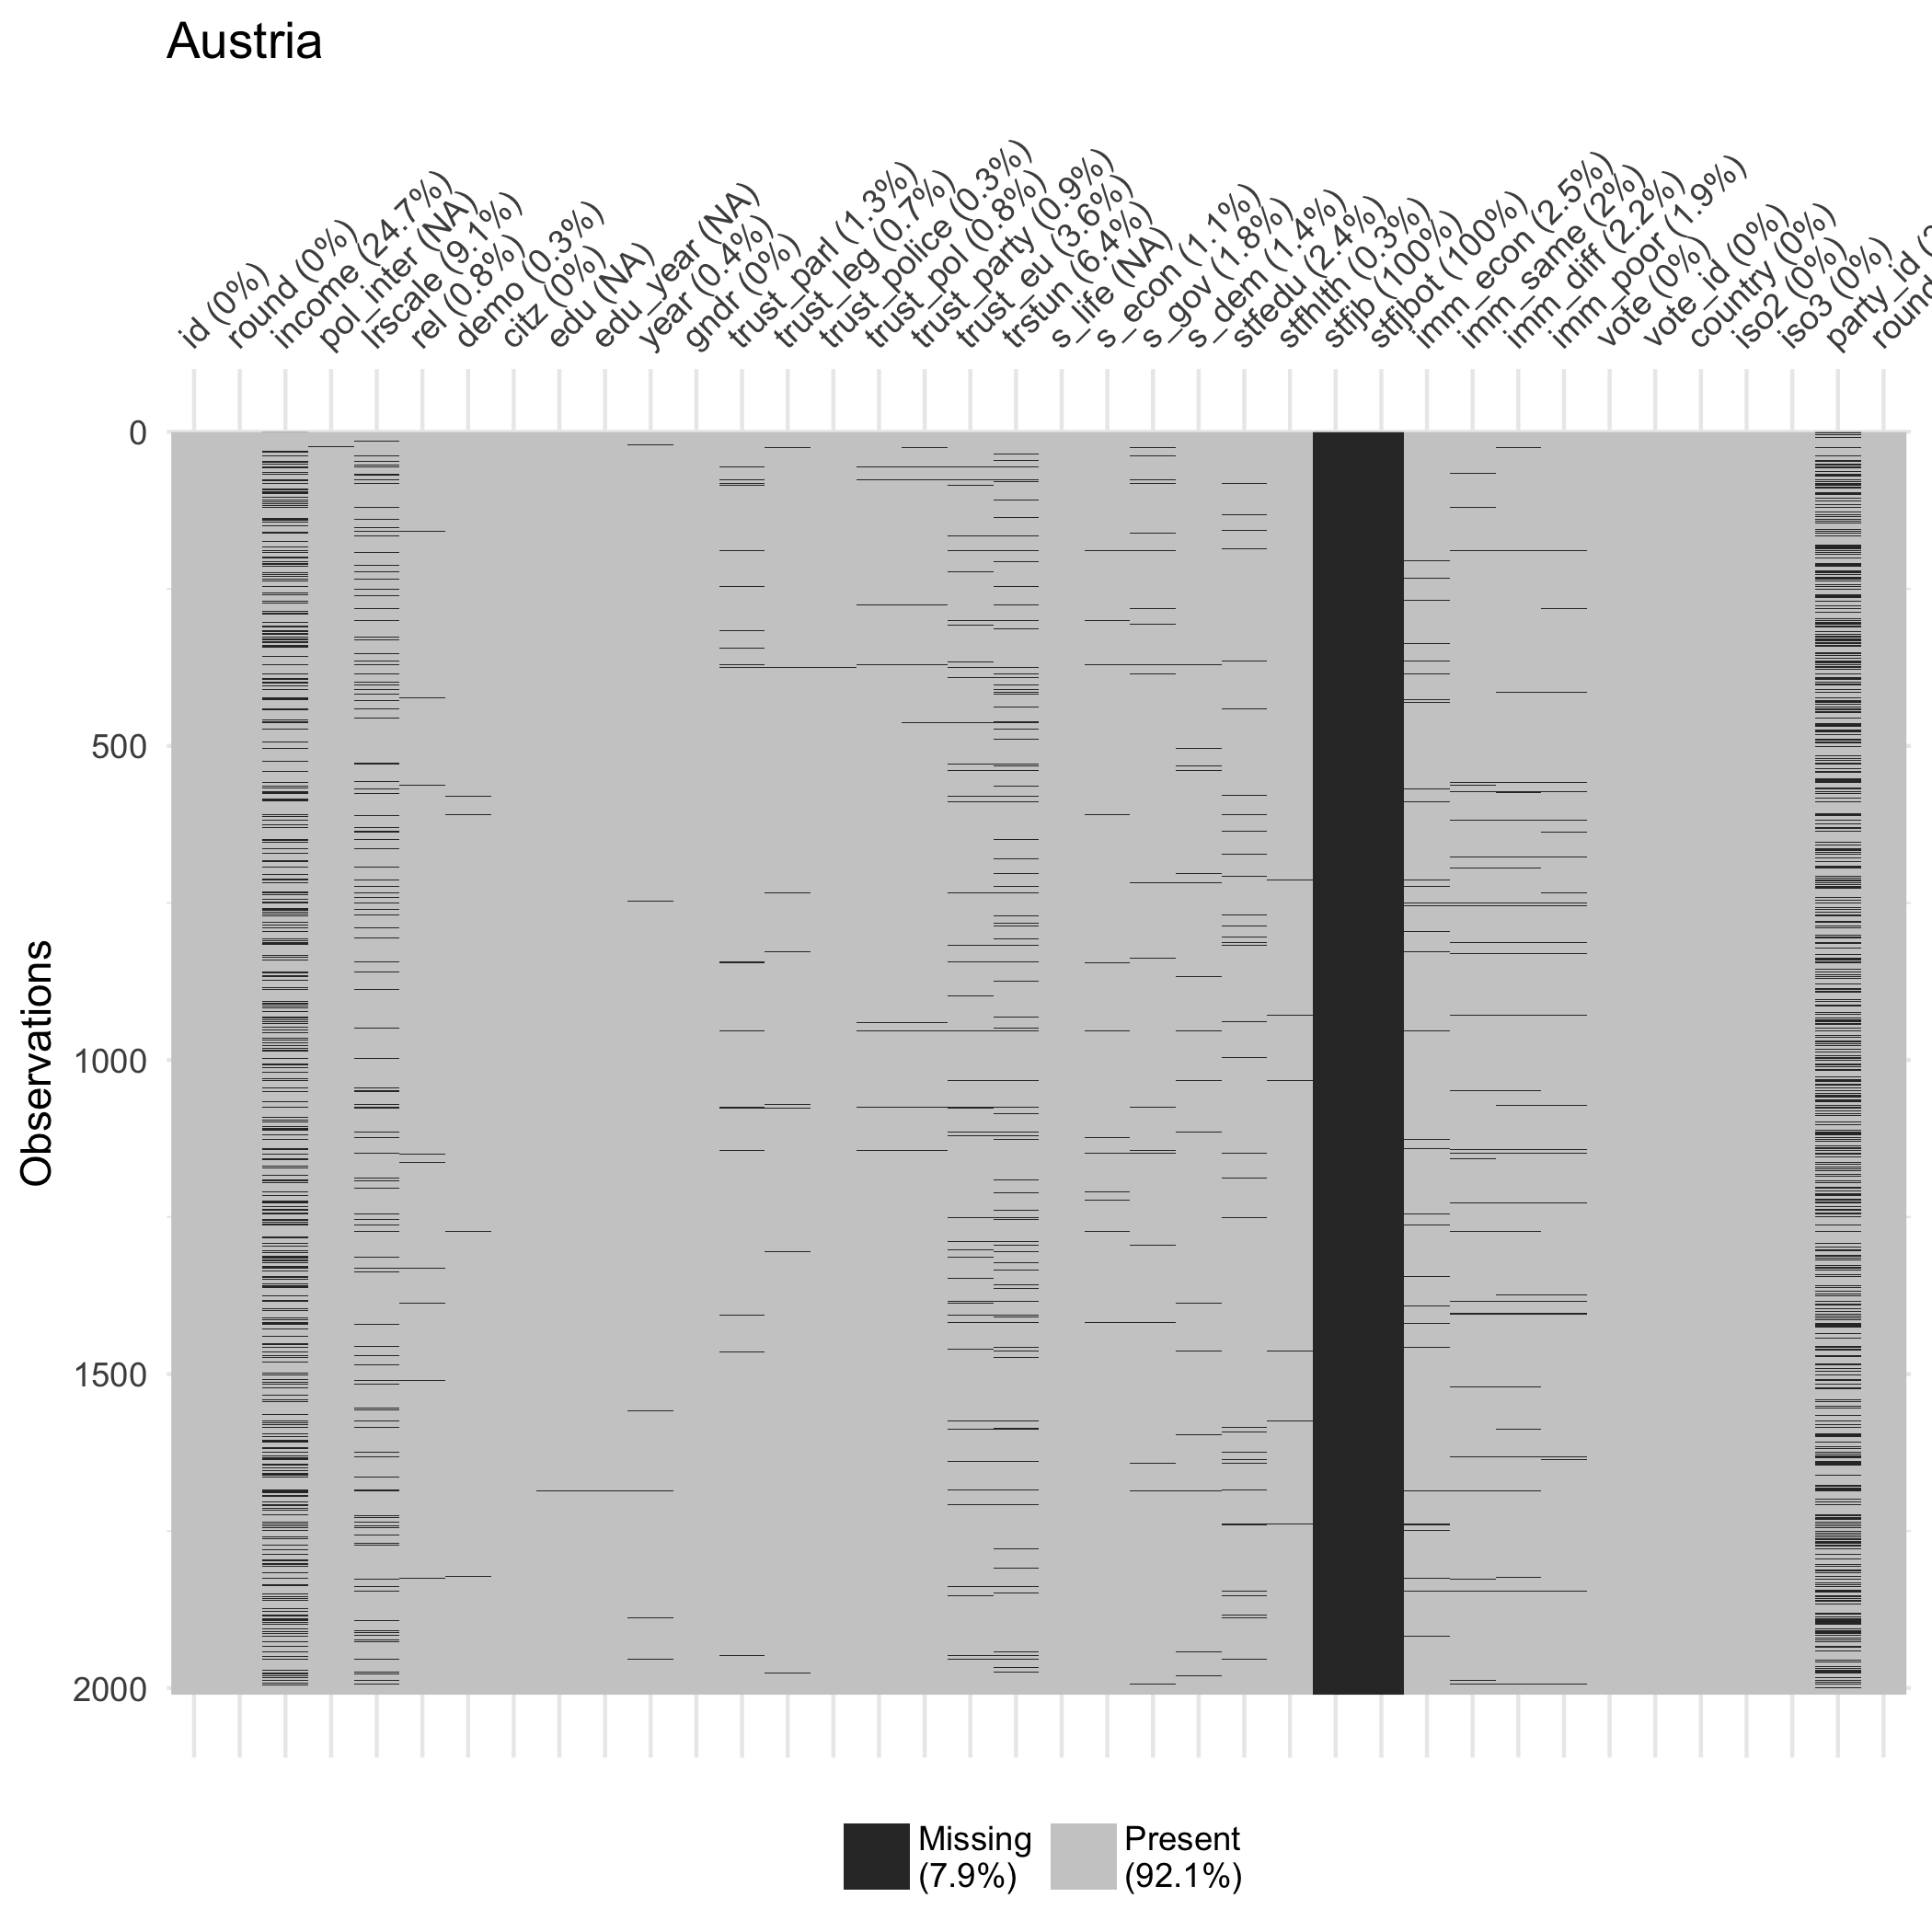 Austria
id (0%)
round (0%)
income (24.7%)
pol_inter (NA)
lrscale (9.1%)
rel (0.8%)
demo (0.3%)
citz (0%)
edu (NA)
edu_year (NA)
year (0.4%)
gndr (0%)
trust_parl (1.3%)
trust_leg (0.7%)
trust_police (0.3%)
trust_pol (0.8%)
trust_party (0.9%)
trust_eu (3.6%)
trstun (6.4%)
s_life (NA)
s_econ (1.1%)
s_gov (1.8%)
s_dem (1.4%)
stfedu (2.4%)
stfhlth (0.3%)
stfjb (100%)
stfjbot (100%)
imm_econ (2.5%)
imm_same (2%)
imm_diff (2.2%)
imm_poor (1.9%)
vote (0%)
vote_id (0%)
country (0%)
iso2 (0%)
iso3 (0%)
party_id
round
0
500
1000
1500
2000
Observations
Missing
(7.9%)
Present
(92.1%)